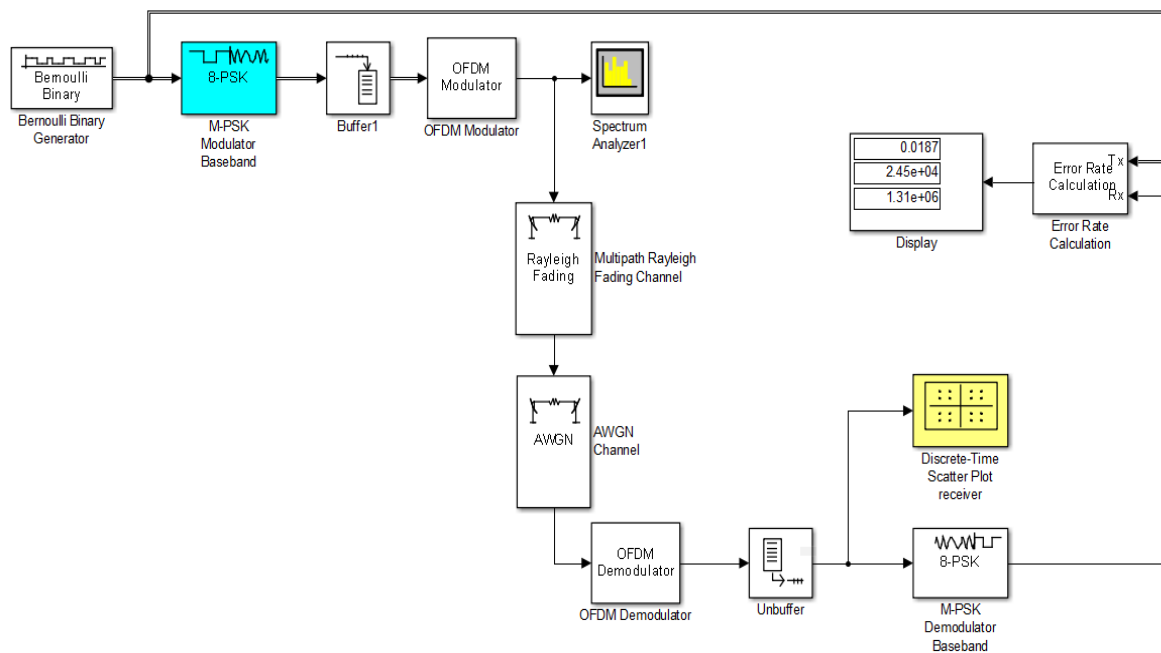 Bernoulli
Binary
Bernoulli Binary
Generator
8-PSK
M-PSK
Modulator
Baseband
Buffer1
OFDM
Modulator
OFDM Modulator
Spectrum
Analyzer1
0.0187
2.45e+04
1.31e+06
Display
Error Rate
Calculation
Tx
Rx
Error Rate
Calculation
Rayleigh
Fading
Multipath Rayleigh
Fading Channel
AWGN
AWGN
Channel
Discrete-Time
Scatter Plot
receiver
OFDM
Demodulator
OFDM Demodulator
Unbuffer
8-PSK
M-PSK
Demodulator
Baseband